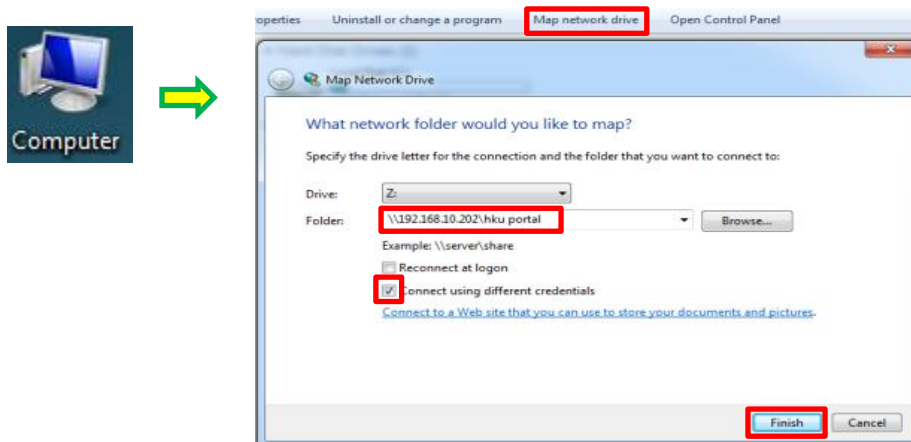 operties Uninstall or change a program Map network drive Open Control Panel
Computer
Map Network Drive
What network folder would you like to map?
Specify the drive letter for the connection and the folder that you want to connect to:
Drive: Z:
Folder: \\192.168.10.202\hku portal Browse...
Example: \\server\share
Reconnect at logon
Connect using different credentials
Connect to a Web site that you can use to store your documents and pictures.
Finish Cancel